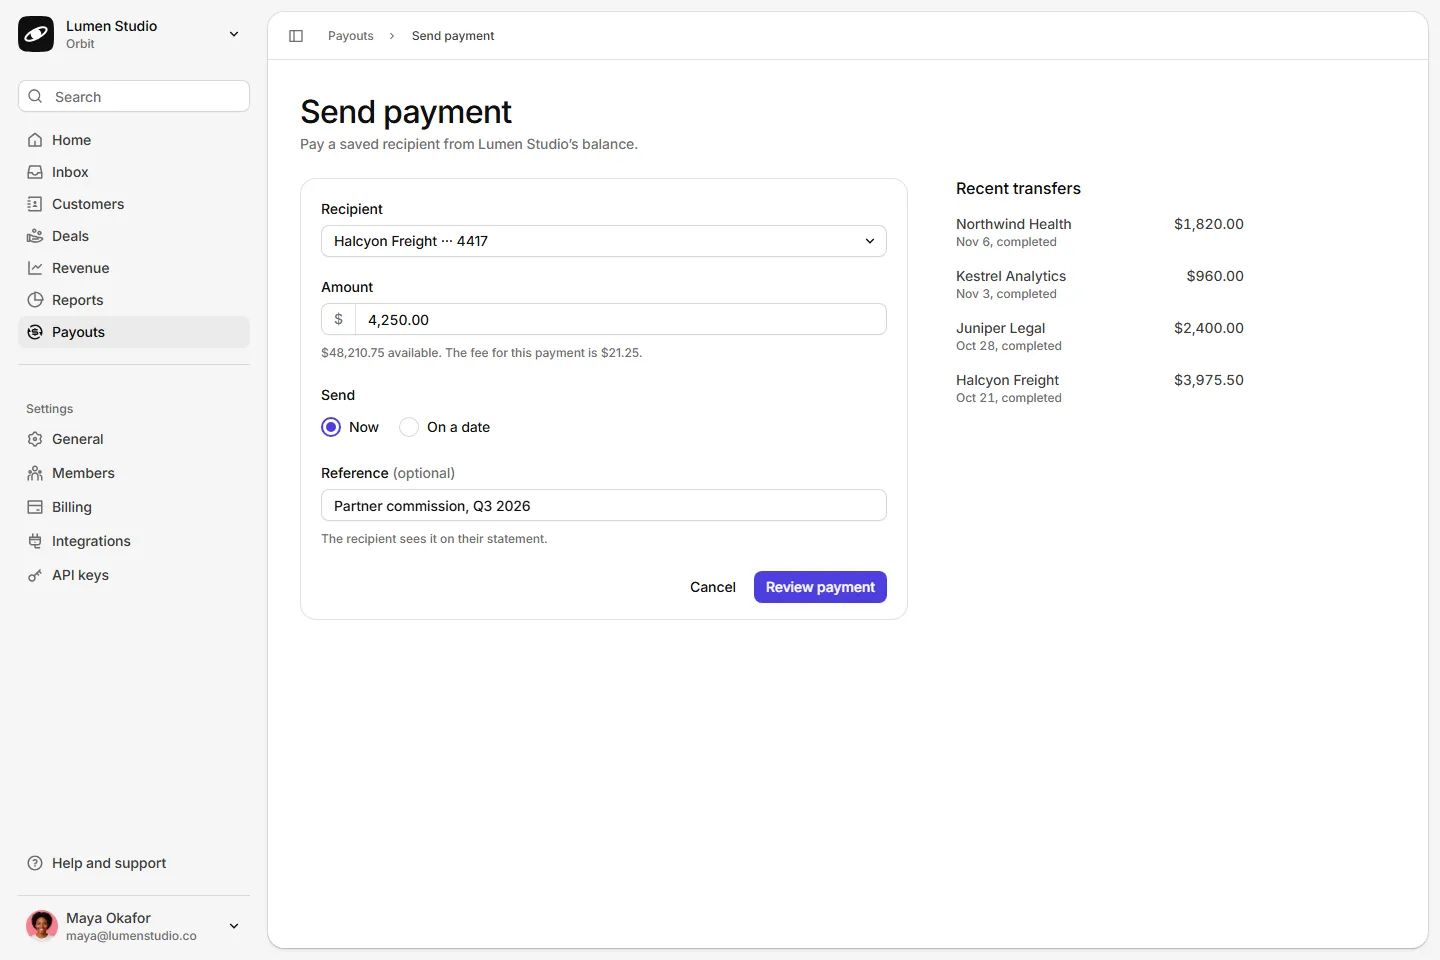 Lumen Studio
Orbit
Search
Home
Inbox
Customers
Deals
Revenue
Reports
Payouts
Settings
General
Members
Billing
Integrations
API keys
Help and support
Maya Okafor
maya@lumenstudio.co
Payouts › Send payment
Send payment
Pay a saved recipient from Lumen Studio’s balance.
Recipient
Halcyon Freight ··· 4417
Amount
$ 4,250.00
$48,210.75 available. The fee for this payment is $21.25.
Send
Now On a date
Reference (optional)
Partner commission, Q3 2026
The recipient sees it on their statement.
Cancel Review payment
Recent transfers
Northwind Health $1,820.00
Nov 6, completed
Kestrel Analytics $960.00
Nov 3, completed
Juniper Legal $2,400.00
Oct 28, completed
Halcyon Freight $3,975.50
Oct 21, completed